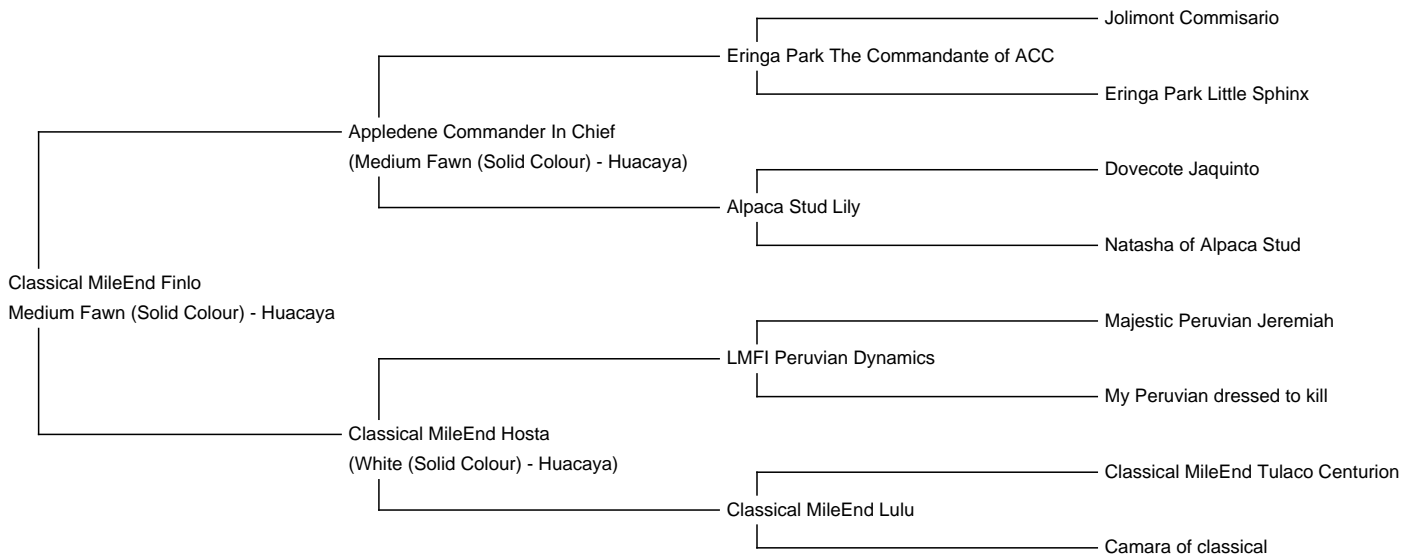 Jolimont Commisario
Eringa Park The Commandante of ACC
Eringa Park Little Sphinx
Appledene Commander In Chief
(Medium Fawn (Solid Colour) - Huacaya)
Dovecote Jaquinto
Alpaca Stud Lily
Natasha of Alpaca Stud
Classical MileEnd Finlo
Medium Fawn (Solid Colour) - Huacaya
Majestic Peruvian Jeremiah
LMFI Peruvian Dynamics
My Peruvian dressed to kill
Classical MileEnd Hosta
(White (Solid Colour) - Huacaya)
Classical MileEnd Tulaco Centurion
Classical MileEnd Lulu
Camara of classical